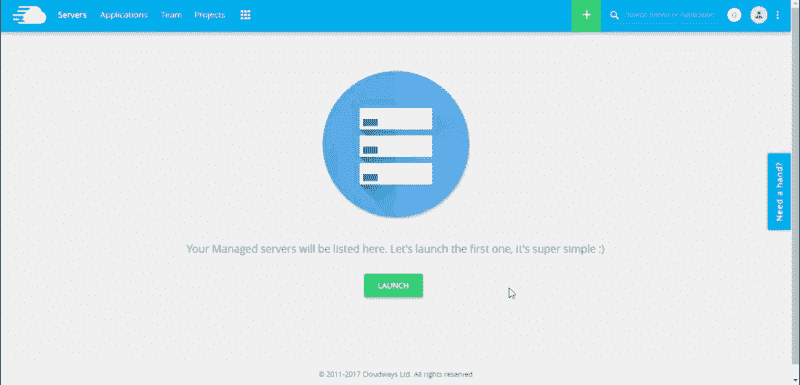 Servers
Applications
Team
Projects
+
Search Server or Application
0
Need a hand?
Your Managed servers will be listed here. Let's launch the first one, it's super simple :)
LAUNCH
© 2011-2017 Cloudways Ltd. All rights reserved